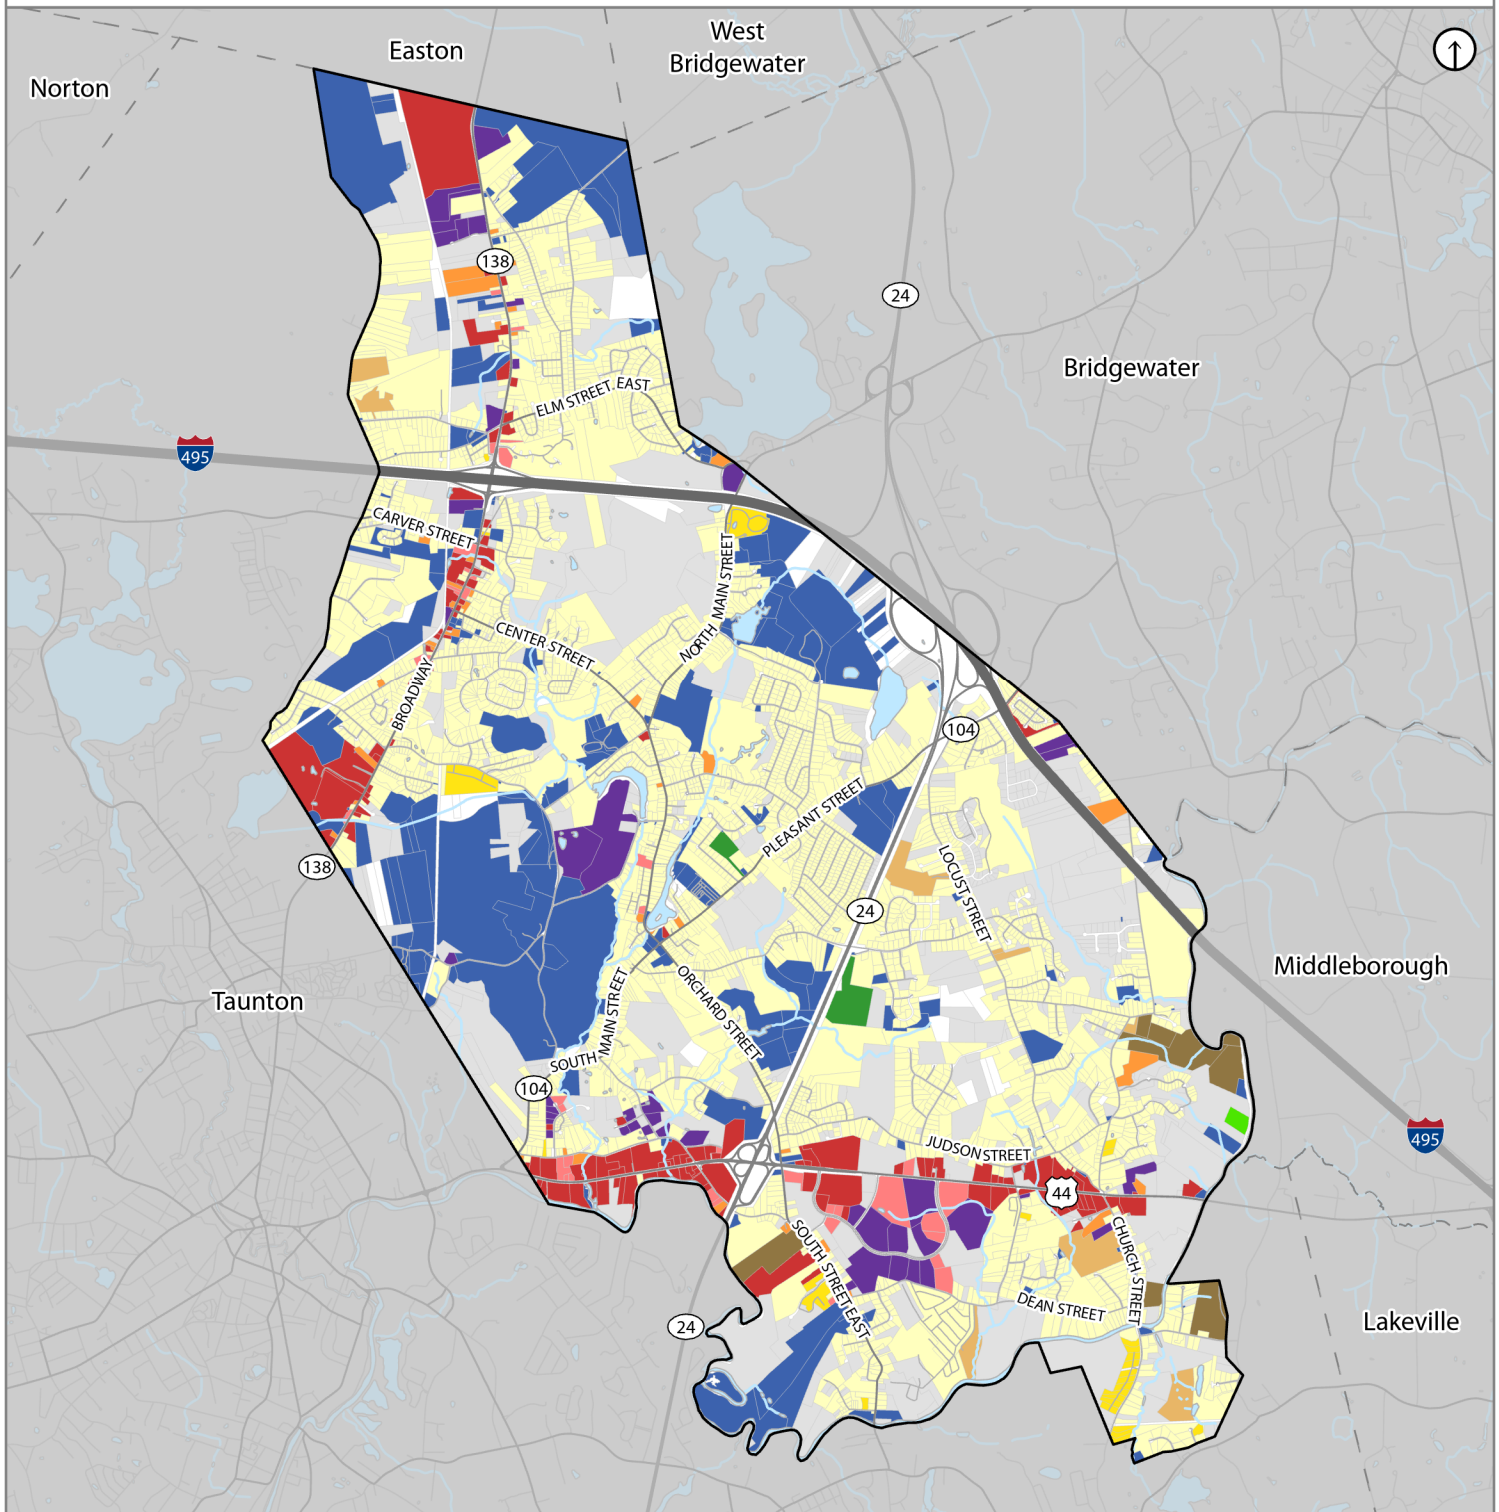 West
Bridgewater
Easton
Norton
138
24
Bridgewater
ELM STREET EAST
495
CARVER STREET
NORTH MAIN STREET
CENTER STREET
BROADWAY
104
PLEASANT STREET
LOCUST STREET
138
24
Middleborough
Taunton
ORCHARD STREET
SOUTH MAIN STREET
104
495
JUDSON STREET
44
SOUTH STREET EAST
CHURCH STREET
DEAN STREET
24
Lakeville